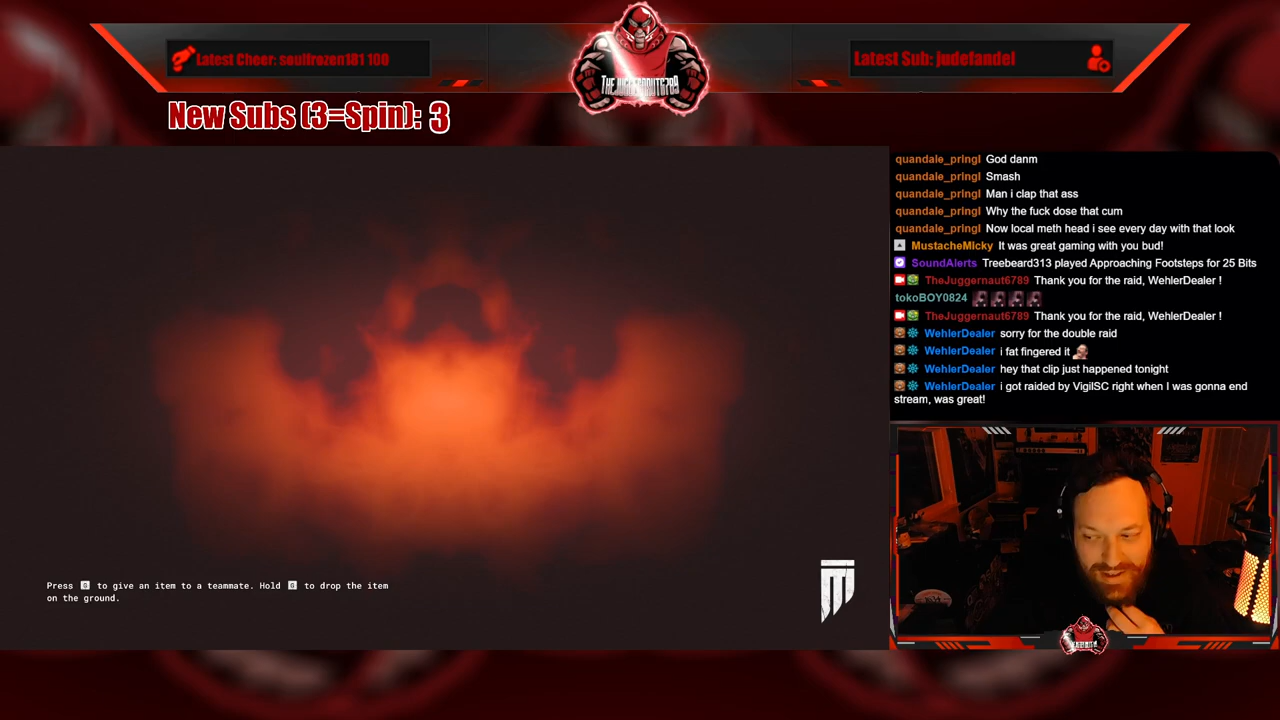 Latest Cheer: soulfrozen181 100
THEJUGGERNAUT6789
Latest Sub: judefandel
New Subs (3=Spin): 3
quandale_pringl God danm
quandale_pringl Smash
quandale_pringl Man i clap that ass
quandale_pringl Why the fuck dose that cum
quandale_pringl Now local meth head i see every day with that look
MustacheMicky It was great gaming with you bud!
SoundAlerts Treebeard313 played Approaching Footsteps for 25 Bits
TheJuggernaut6789 Thank you for the raid, WehlerDealer !
tokoBOY0824
TheJuggernaut6789 Thank you for the raid, WehlerDealer !
WehlerDealer sorry for the double raid
WehlerDealer i fat fingered it
WehlerDealer hey that clip just happened tonight
WehlerDealer i got raided by VigilSC right when I was gonna end
stream, was great!
Press G to give an item to a teammate. Hold G to drop the item
on the ground.